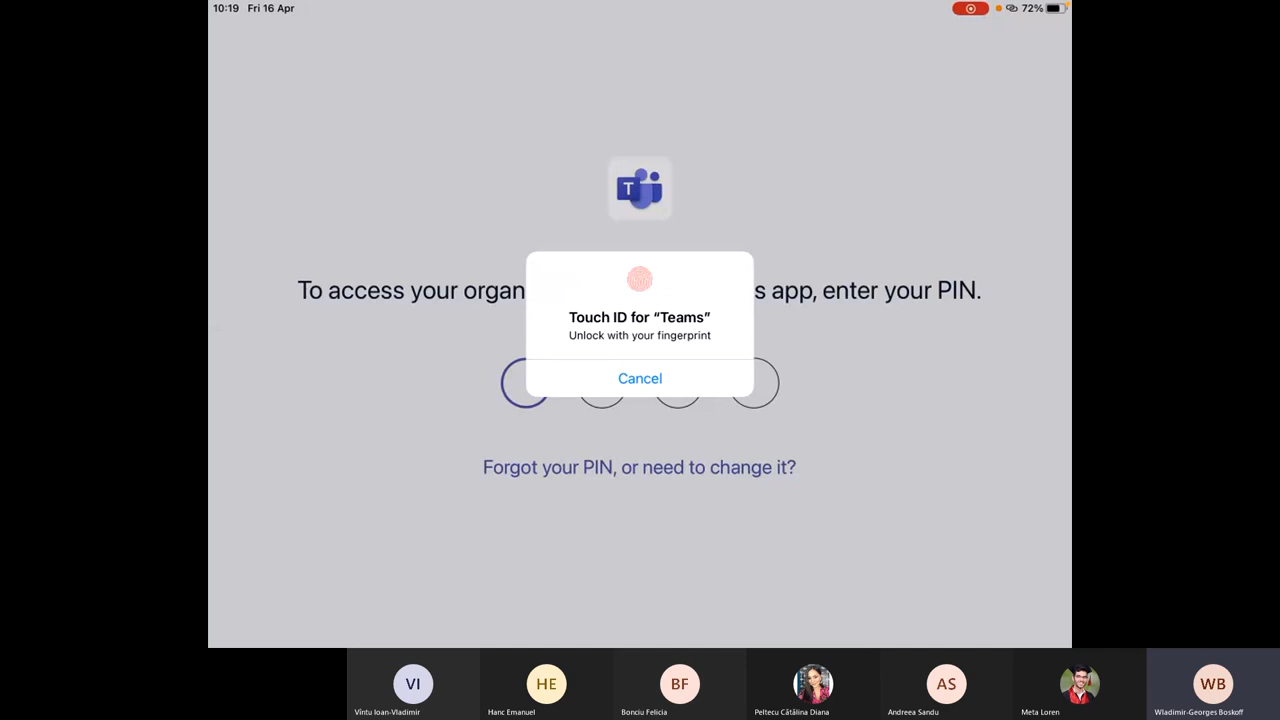 10:19 Fri 16 Apr
72%
T
To access your organ
s app, enter your PIN.
Touch ID for “Teams”
Unlock with your fingerprint
Cancel
Forgot your PIN, or need to change it?
VI
HE
BF
AS
WB
Vîntu Ioan-Vladimir
Hanc Emanuel
Bonciu Felicia
Peltecu Cătălina Diana
Andreea Sandu
Meta Loren
Wladimir-Georges Boskoff